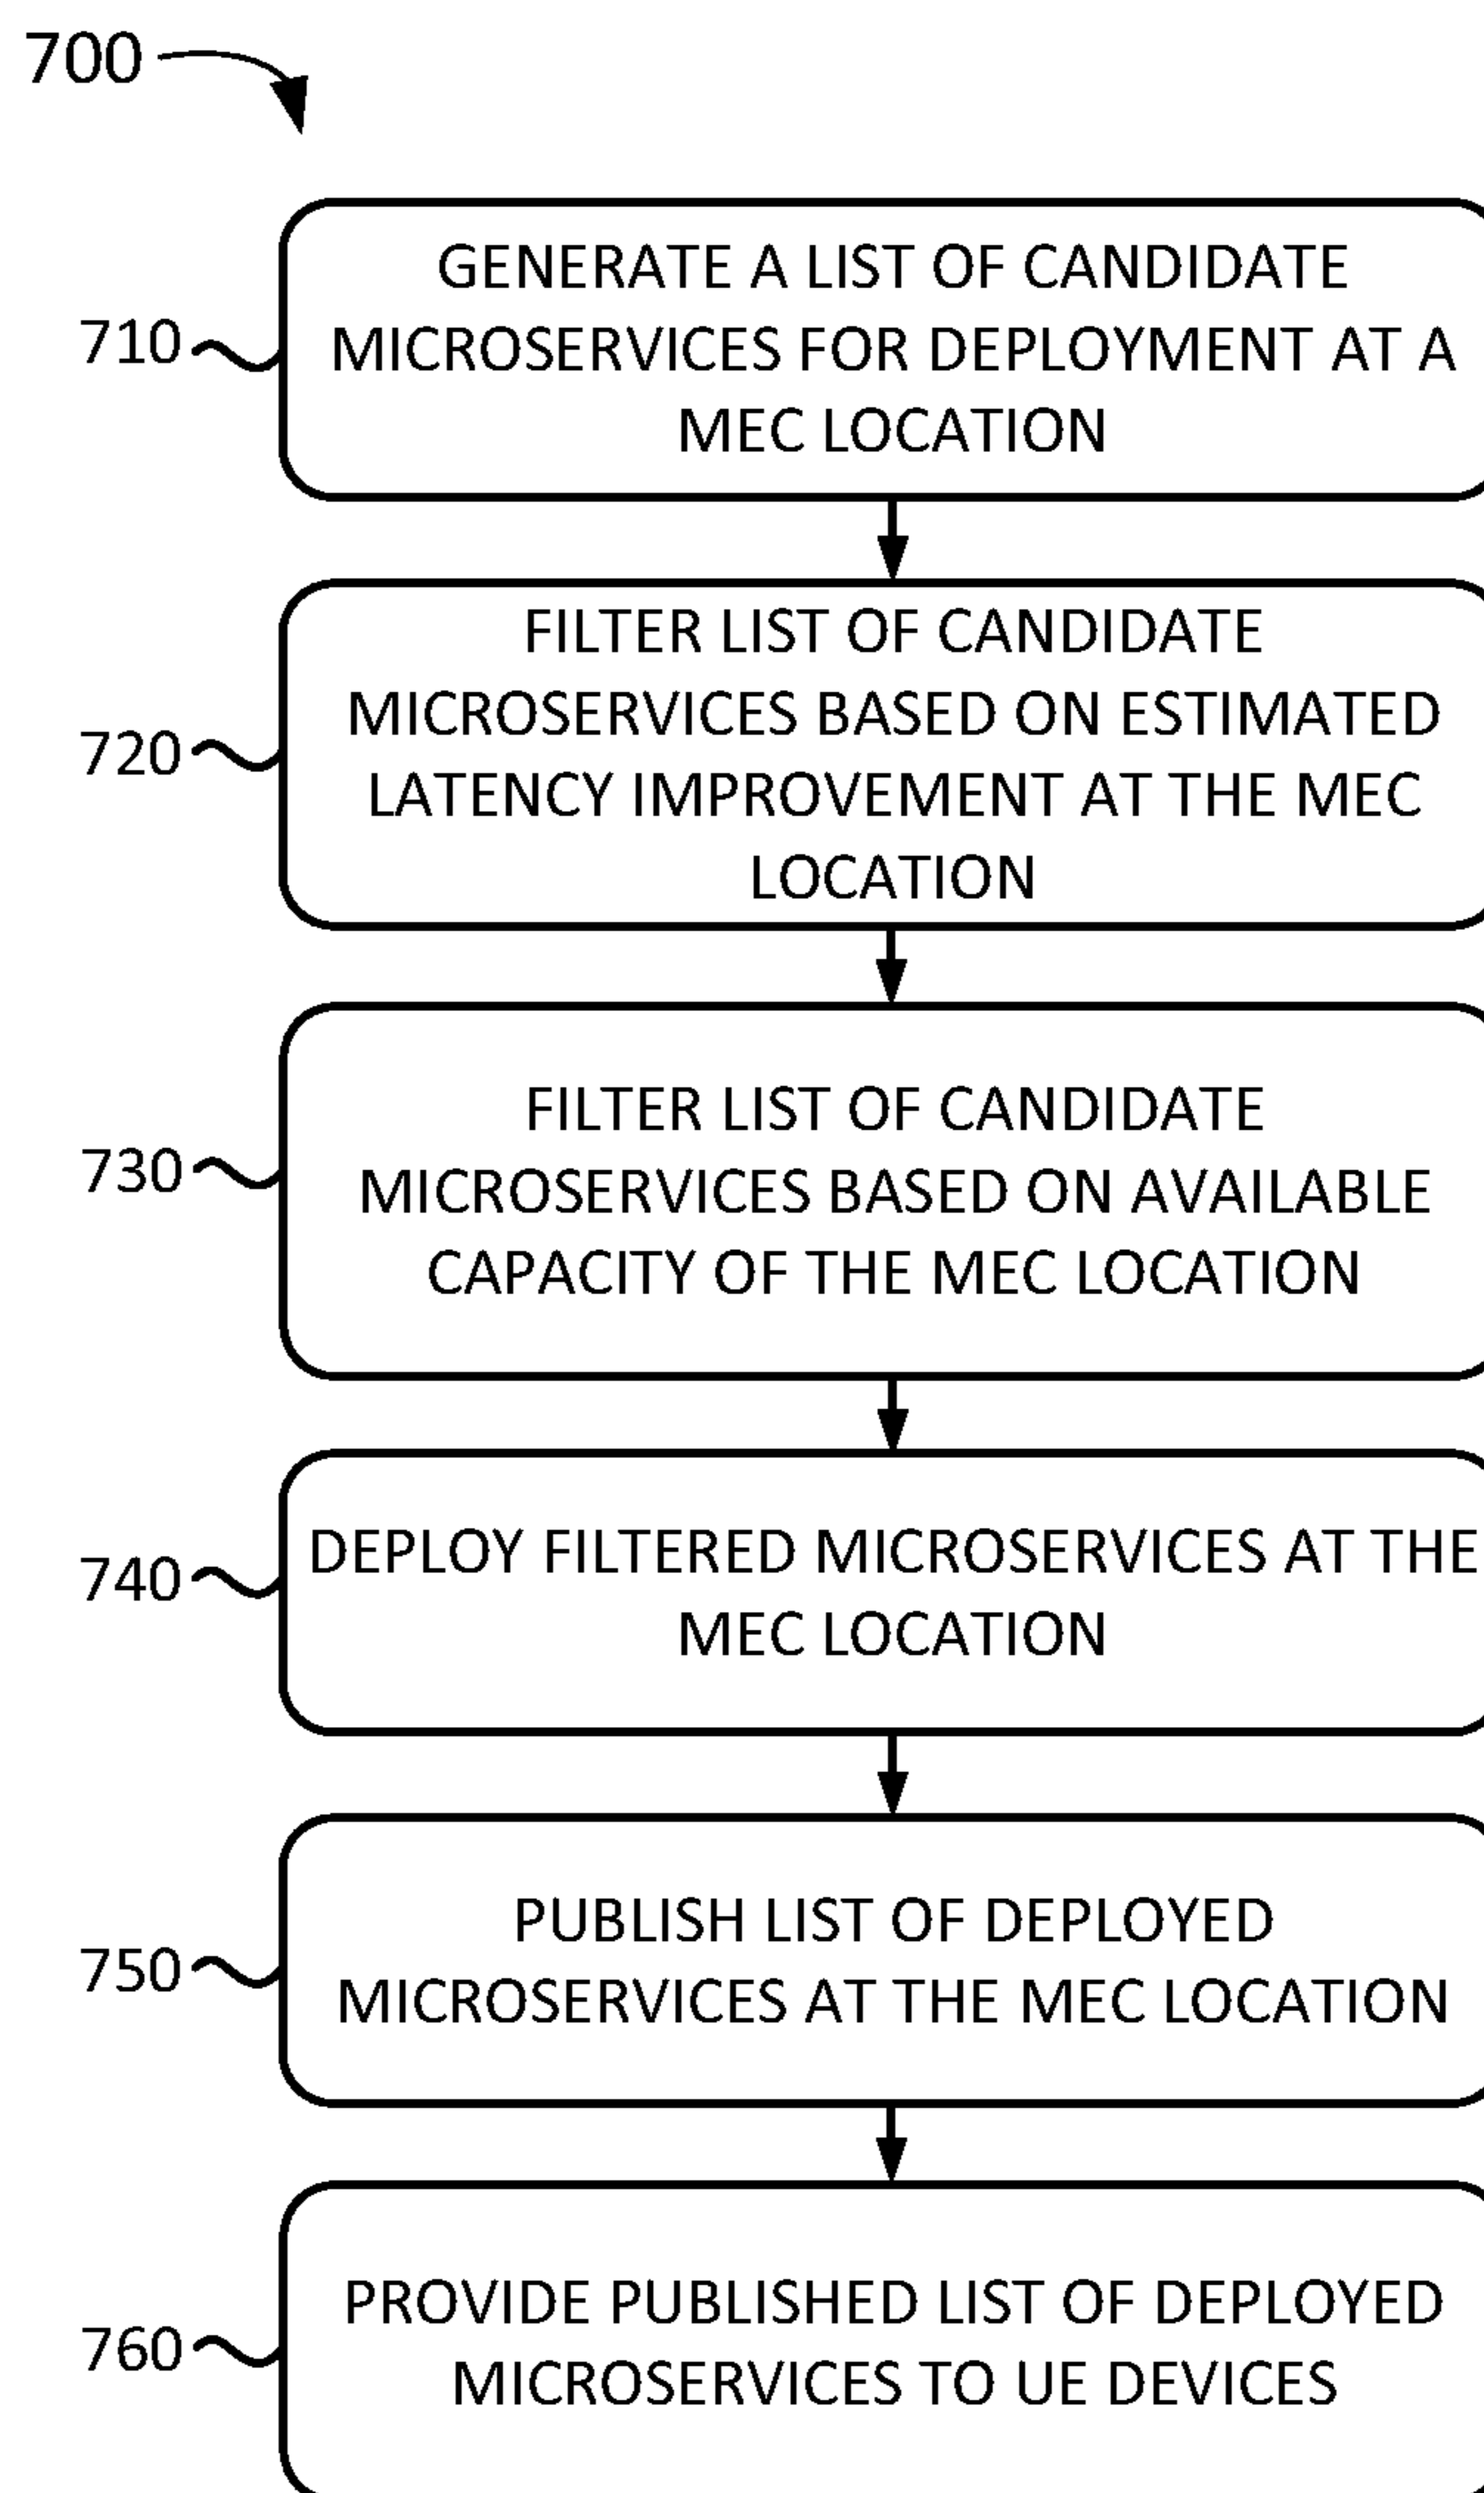 700
710
GENERATE A LIST OF CANDIDATE
MICROSERVICES FOR DEPLOYMENT AT A
MEC LOCATION
720
FILTER LIST OF CANDIDATE
MICROSERVICES BASED ON ESTIMATED
LATENCY IMPROVEMENT AT THE MEC
LOCATION
730
FILTER LIST OF CANDIDATE
MICROSERVICES BASED ON AVAILABLE
CAPACITY OF THE MEC LOCATION
740
DEPLOY FILTERED MICROSERVICES AT THE
MEC LOCATION
750
PUBLISH LIST OF DEPLOYED
MICROSERVICES AT THE MEC LOCATION
760
PROVIDE PUBLISHED LIST OF DEPLOYED
MICROSERVICES TO UE DEVICES